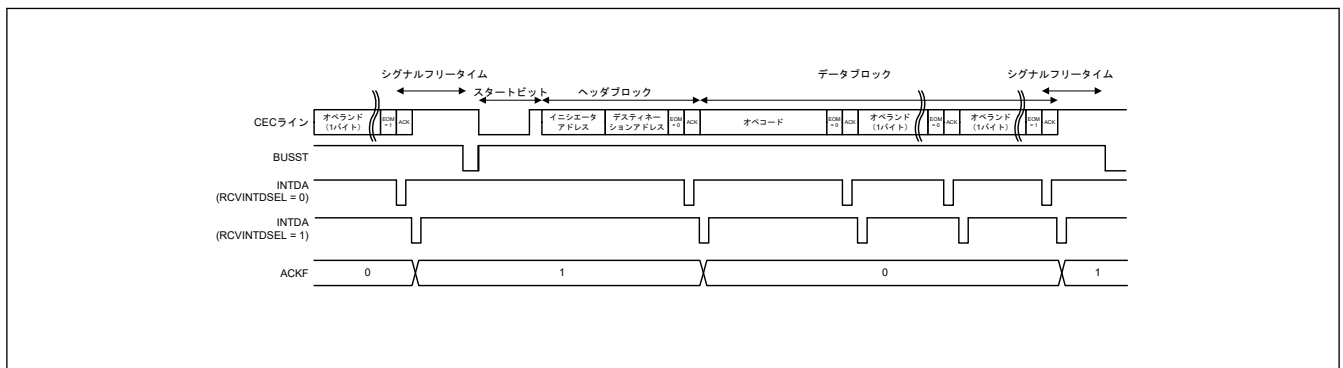 シグナルフリータイム
データブロック
シグナルフリータイム
スタートビット
ヘッダブロック
CECライン
オペランド
(1バイト)
EOM
= 1
ACK
イニシエータ
アドレス
デスティネー
ションアドレス
EOM
= 0
ACK
オペコード
EOM
= 0
ACK
オペランド
(1バイト)
EOM
= 0
ACK
オペランド
(1バイト)
EOM
= 1
ACK
BUSST
INTDA
(RCVINTDSEL = 0)
INTDA
(RCVINTDSEL = 1)
ACKF
0
1
0
1